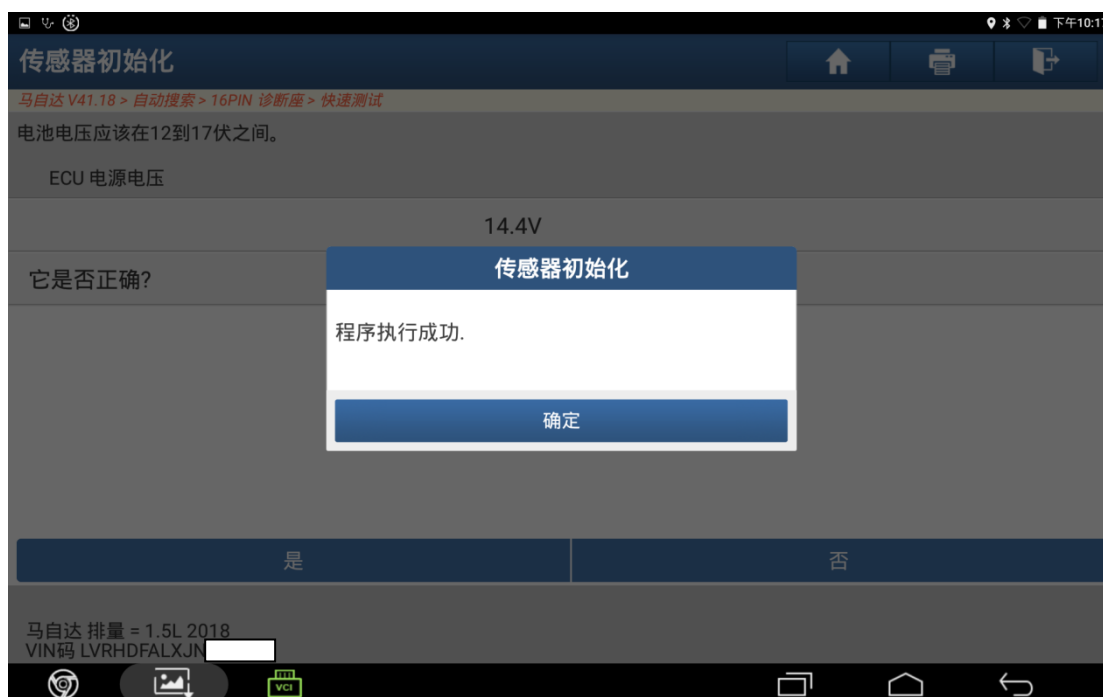 下午10:17
传感器初始化
马自达 V41.18 > 自动搜索 > 16PIN 诊断座 > 快速测试
电池电压应该在12到17伏之间。
ECU 电源电压
14.4V
它是否正确?
传感器初始化
程序执行成功.
确定
是
否
马自达 排量 = 1.5L 2018
VIN码 LVRHDFALXJN
VCI